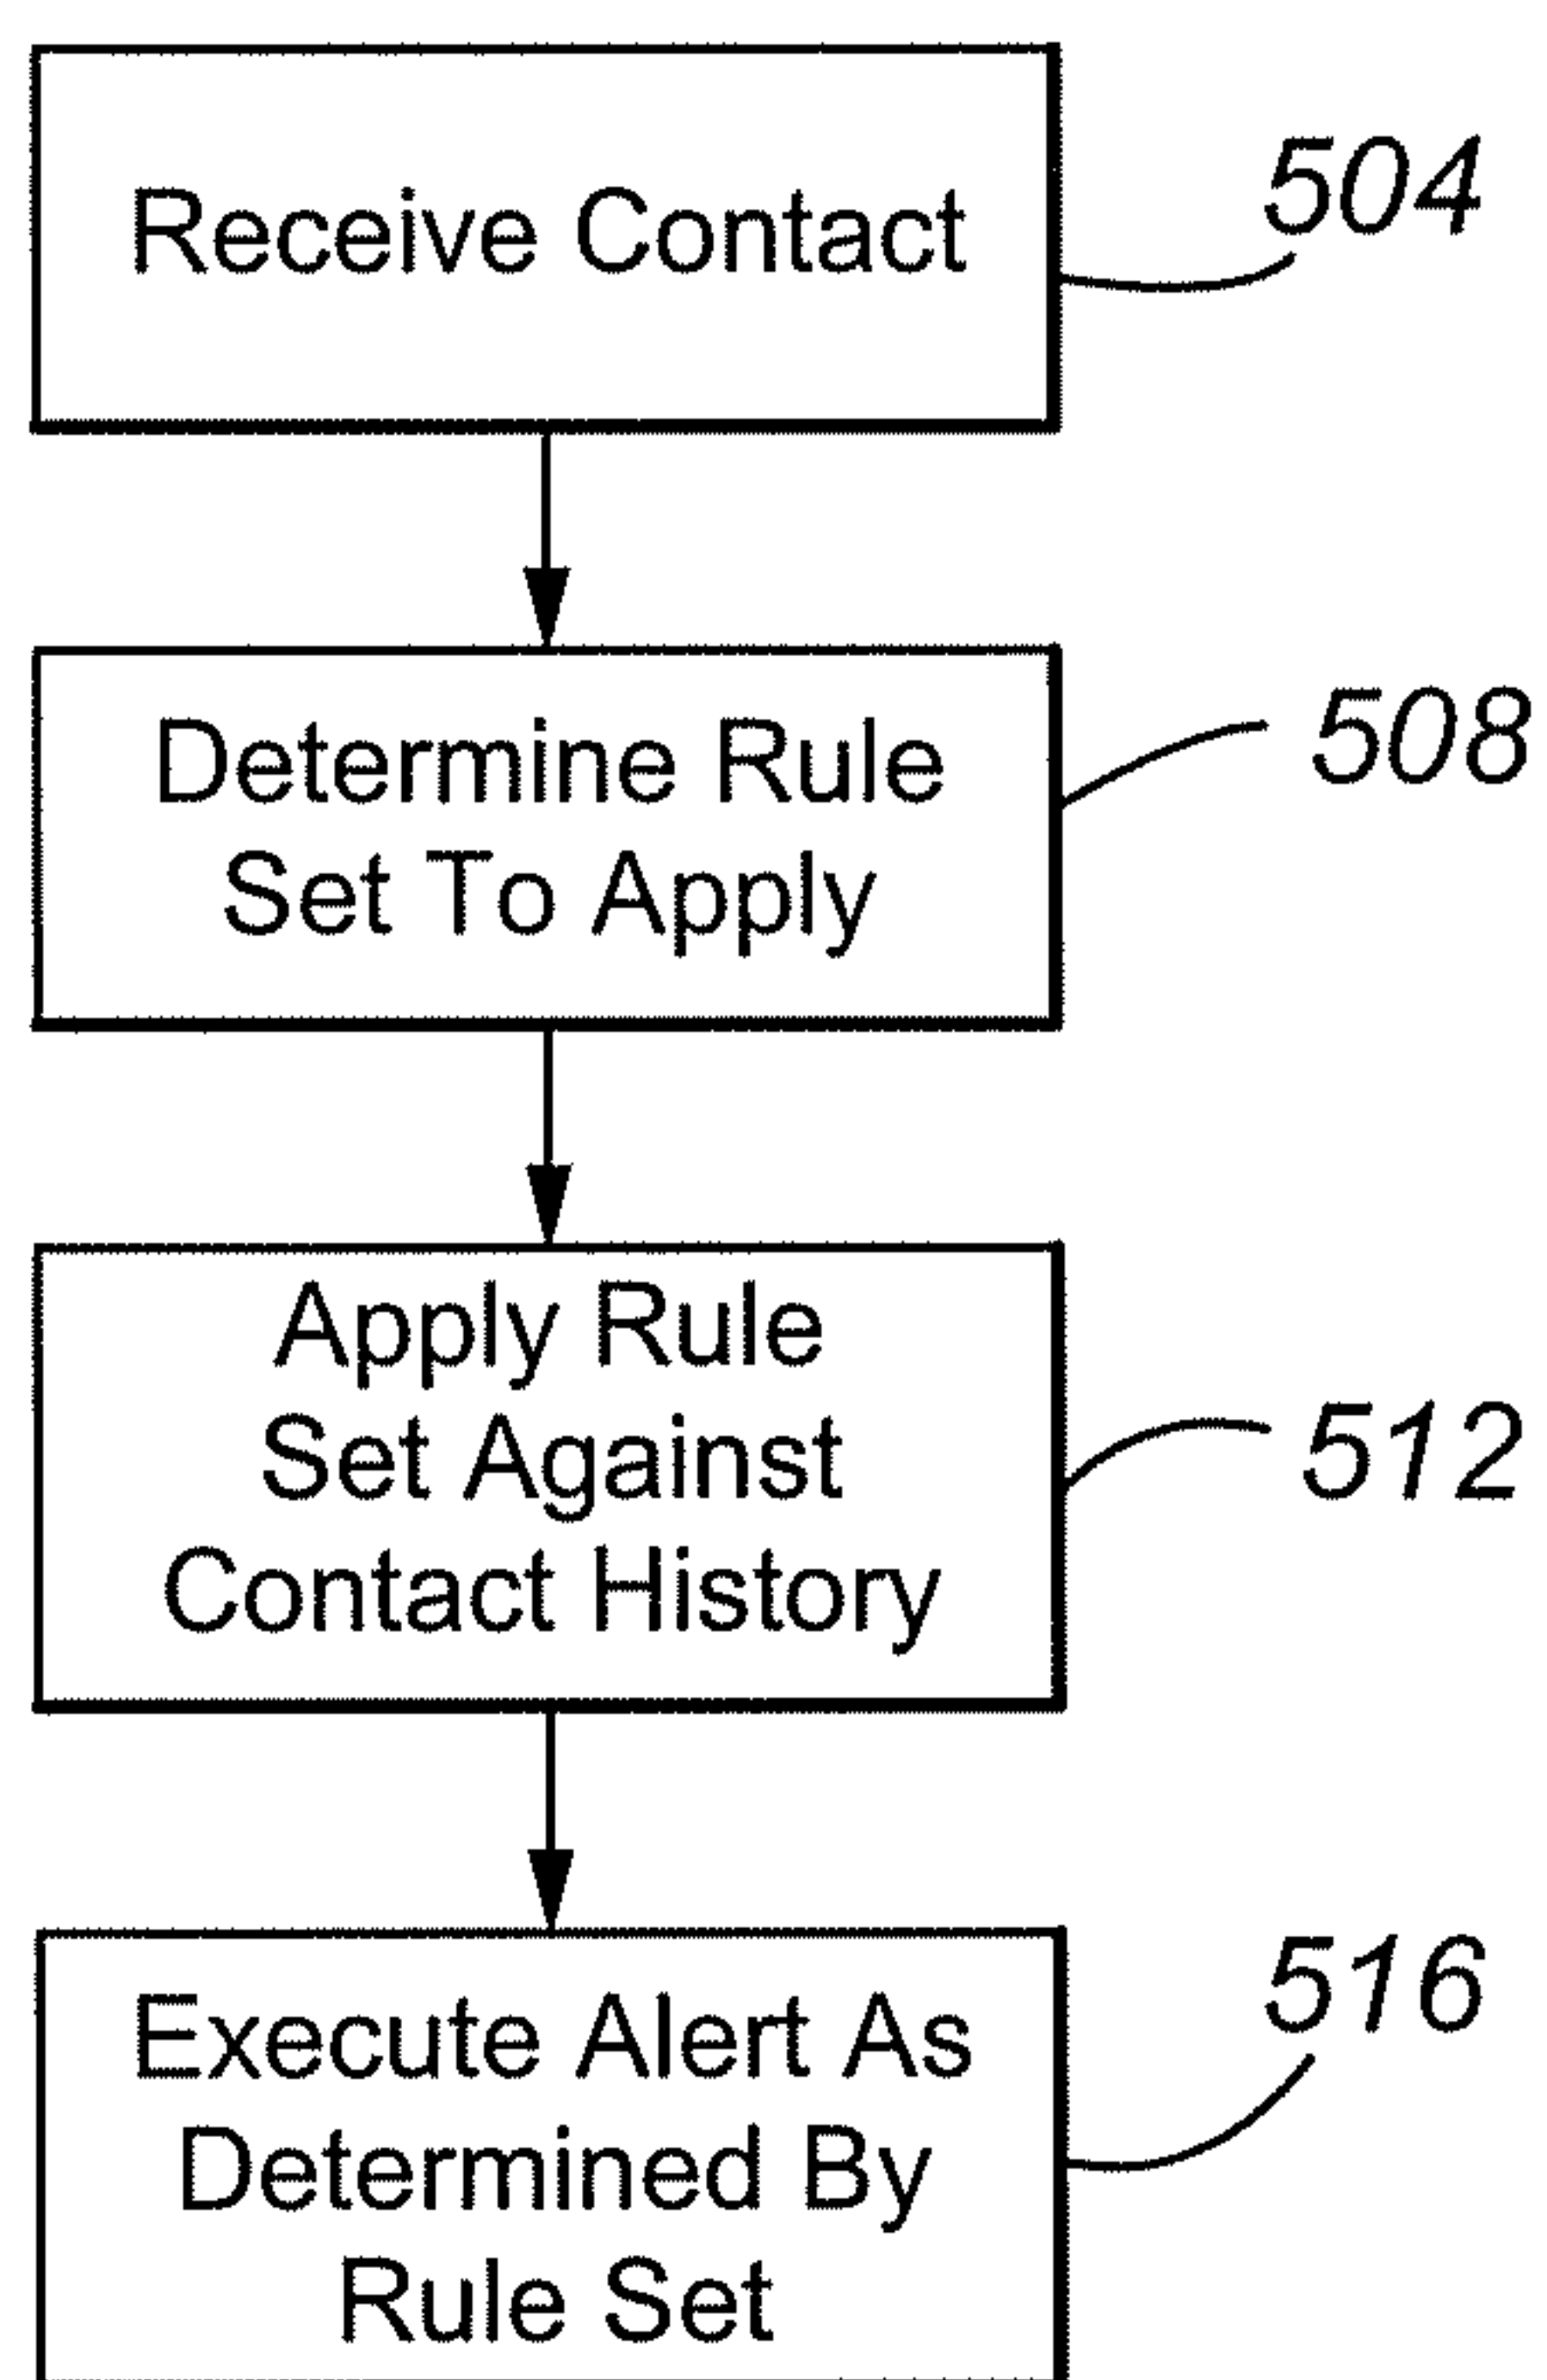 Receive Contact
504
Determine Rule
Set To Apply
508
Apply Rule
Set Against
Contact History
512
Execute Alert As
Determined By
Rule Set
516